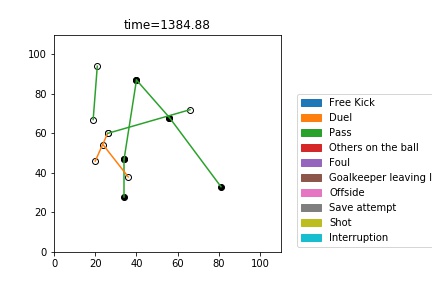 time=1384.88
100
80
60
40
20
0
0 20 40 60 80 100
Free Kick
Duel
Pass
Others on the ball
Foul
Goalkeeper leaving l
Offside
Save attempt
Shot
Interruption